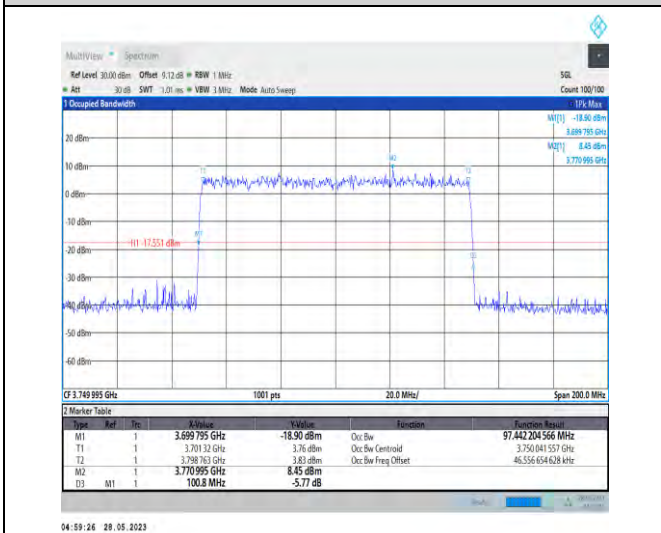 MultiView Spectrum
Ref Level 30.00 dBm Offset 9.12 dB RBW 1 MHz SGL
Att 30 dB SWT 1.01 ms VBW 3 MHz Mode Auto Sweep Count 100/100
1 Occupied Bandwidth 1Pk Max
M1[1] -18.90 dBm
3.699 795 GHz
M2[1] 8.45 dBm
3.770 995 GHz
20 dBm
10 dBm
M2
T1
T2
0 dBm
-10 dBm
M1
H1 -17.551 dBm
-20 dBm
D3
-30 dBm
-40 dBm
-50 dBm
-60 dBm
CF 3.749 995 GHz 1001 pts 20.0 MHz/ Span 200.0 MHz
2 Marker Table
Type Ref Trc X-Value Y-Value Function Function Result
M1 1 3.699 795 GHz -18.90 dBm Occ Bw 97.442 204 566 MHz
T1 1 3.701 32 GHz 3.76 dBm Occ Bw Centroid 3.750 041 557 GHz
T2 1 3.798 763 GHz 3.83 dBm Occ Bw Freq Offset 46.556 654 628 kHz
M2 1 3.770 995 GHz 8.45 dBm
D3 M1 1 100.8 MHz -5.77 dB
04:59:26 28.05.2023